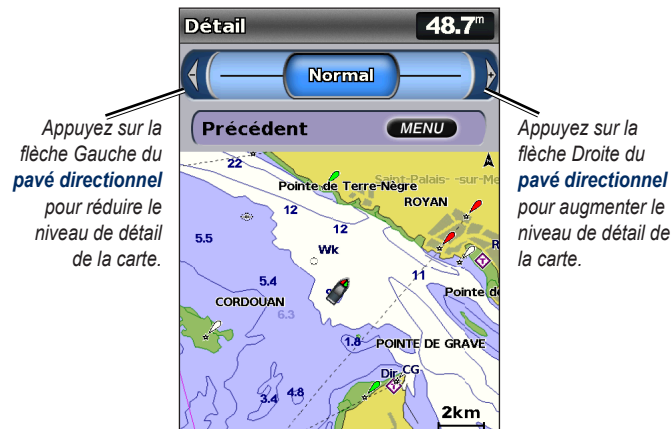 Détail
48.7m
Normal
Précédent
MENU
Appuyez sur la
flèche Gauche du
pavé directionnel
pour réduire le
niveau de détail
de la carte.
Appuyez sur la
flèche Droite du
pavé directionnel
pour augmenter le
niveau de détail de
la carte.
22
Saint-Palais- -sur-Me
Pointe de Terre-Nègre
ROYAN
12
12
5.5
Wk
R
11
5.4
Pointe d
CORDOUAN
6.3
1.8
POINTE DE GRAVE
Dir
CG
3.4
4.8
2km